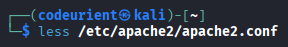 ┌──(codeurient㉿kali)-[~]
└─$ less /etc/apache2/apache2.conf